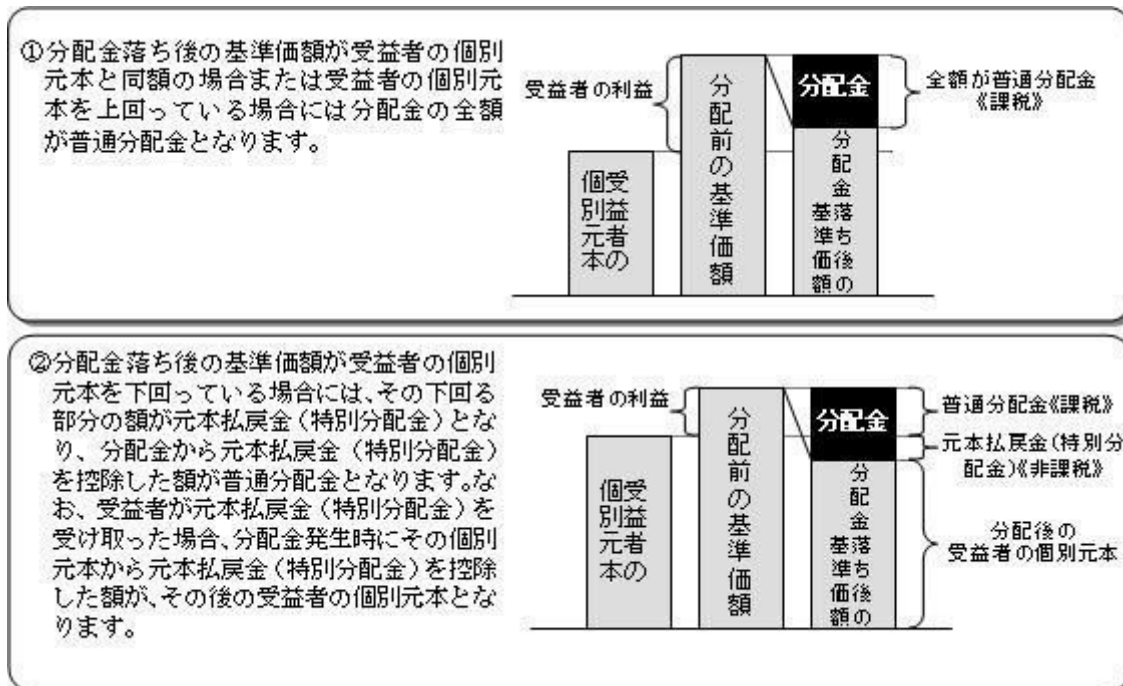 ①分配金落ち後の基準価額が受益者の個別
元本と同額の場合または受益者の個別元
本を上回っている場合には分配金の全額
が普通分配金となります。
受益者の利益
受益者の
個別元本
分配前の基準価額
分配金
分配金落ち後の
基準価額
全額が普通分配金
《課税》
②分配金落ち後の基準価額が受益者の個別
元本を下回っている場合には、その下回る
部分の額が元本払戻金（特別分配金）とな
り、分配金から元本払戻金（特別分配金）
を控除した額が普通分配金となります。な
お、受益者が元本払戻金（特別分配金）を
受け取った場合、分配金発生時にその個別
元本から元本払戻金（特別分配金）を控除
した額が、その後の受益者の個別元本とな
ります。
受益者の利益
受益者の
個別元本
分配前の基準価額
分配金
分配金落ち後の
基準価額
普通分配金《課税》
元本払戻金（特別分
配金）《非課税》
分配後の
受益者の個別元本